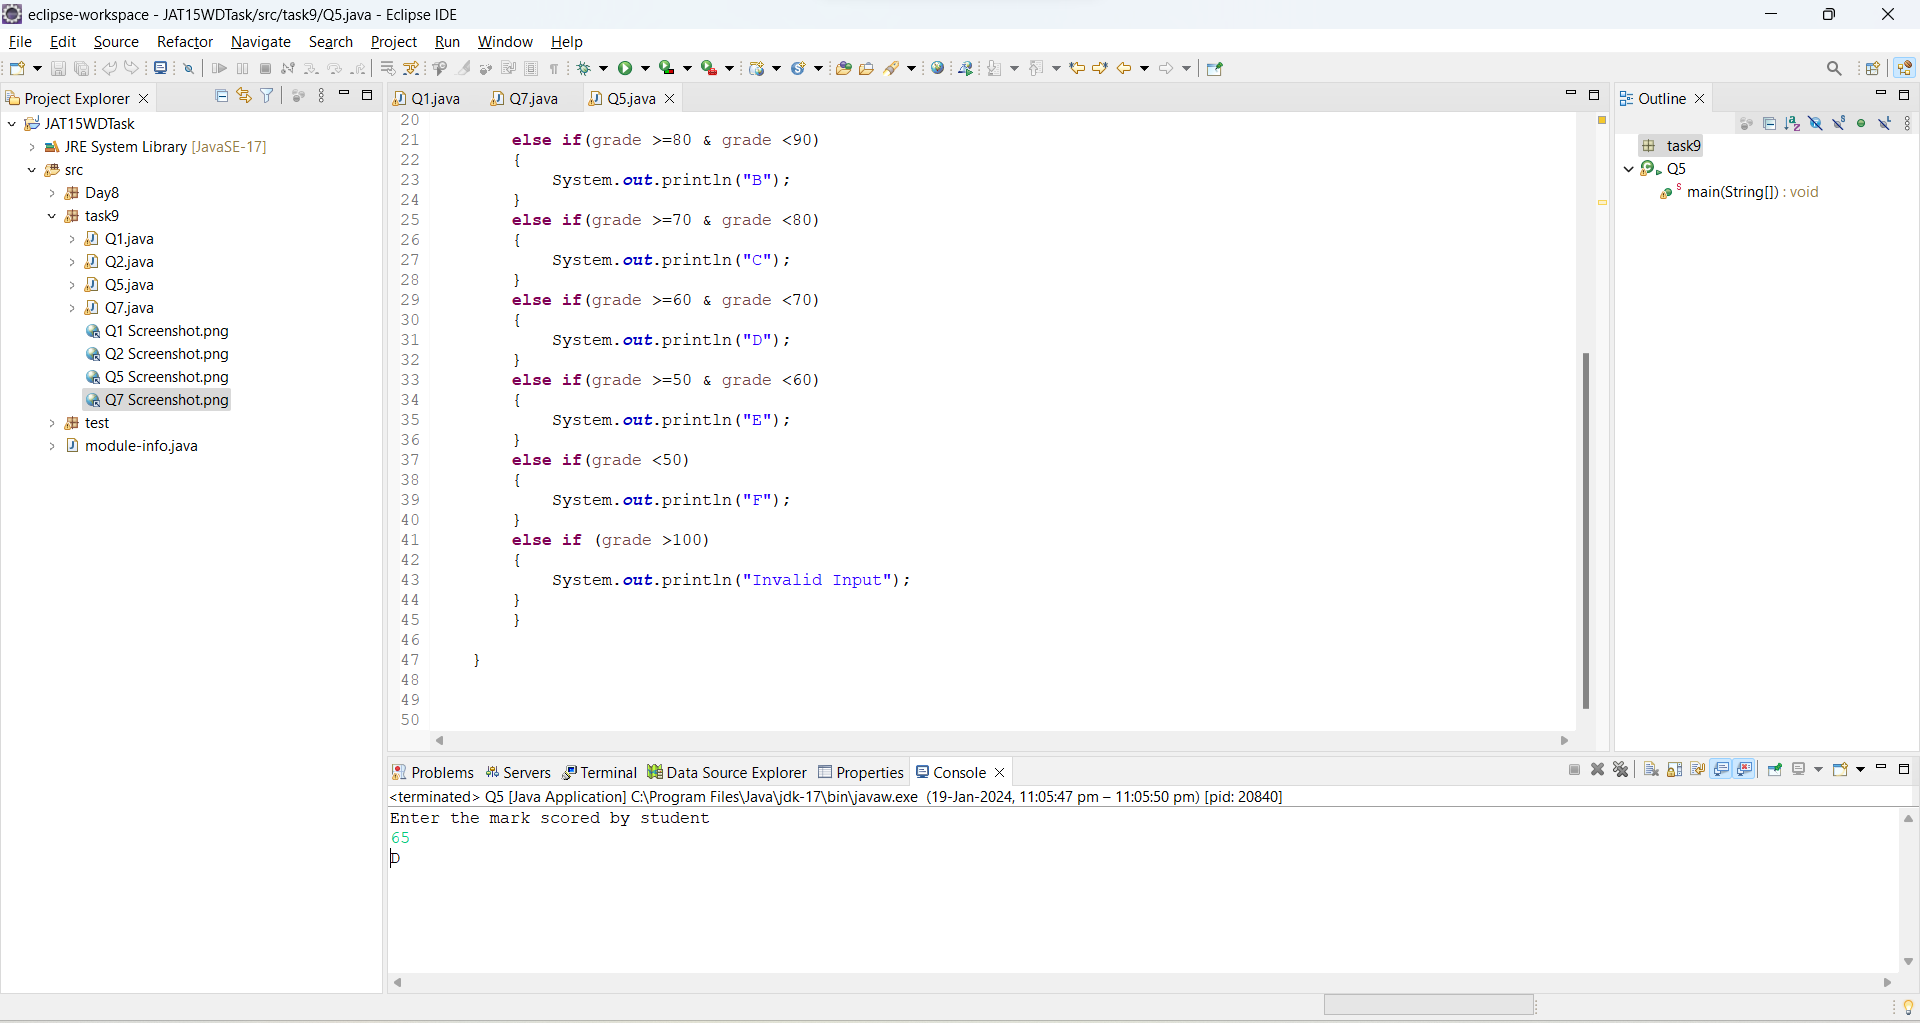 eclipse-workspace - JAT15WDTask/src/task9/Q5.java - Eclipse IDE
File Edit Source Refactor Navigate Search Project Run Window Help
Project Explorer
JAT15WDTask
JRE System Library [JavaSE-17]
src
Day8
task9
Q1.java
Q2.java
Q5.java
Q7.java
Q1 Screenshot.png
Q2 Screenshot.png
Q5 Screenshot.png
Q7 Screenshot.png
test
module-info.java
Q1.java Q7.java Q5.java
20
21 else if(grade >=80 & grade <90)
22 {
23 System.out.println("B");
24 }
25 else if(grade >=70 & grade <80)
26 {
27 System.out.println("C");
28 }
29 else if(grade >=60 & grade <70)
30 {
31 System.out.println("D");
32 }
33 else if(grade >=50 & grade <60)
34 {
35 System.out.println("E");
36 }
37 else if(grade <50)
38 {
39 System.out.println("F");
40 }
41 else if (grade >100)
42 {
43 System.out.println("Invalid Input");
44 }
45 }
46
47 }
48
49
50
Outline
task9
Q5
main(String[]) : void
Problems Servers Terminal Data Source Explorer Properties Console
<terminated> Q5 [Java Application] C:\Program Files\Java\jdk-17\bin\javaw.exe (19-Jan-2024, 11:05:47 pm – 11:05:50 pm) [pid: 20840]
Enter the mark scored by student
65
D